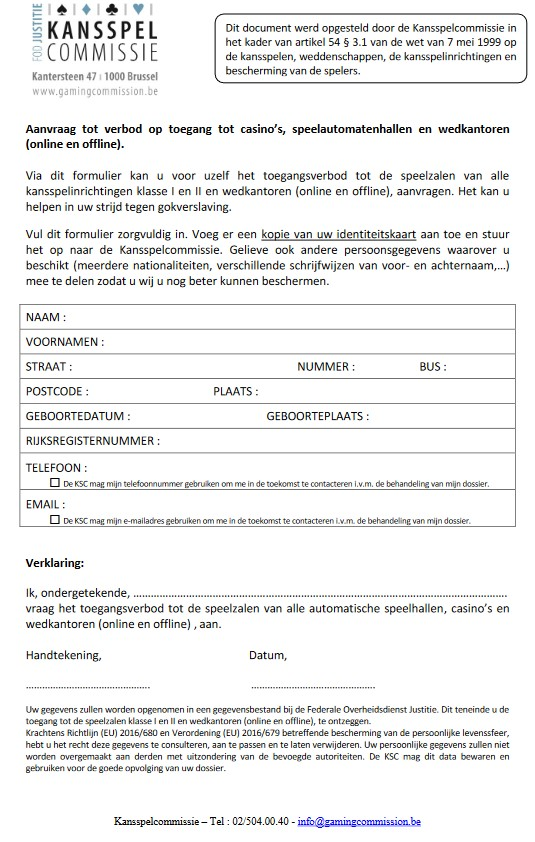 FOD JUSTITIE
KANSSPEL
COMMISSIE
Kantersteen 47 I 1000 Brussel
www.gamingcommission.be
Dit document werd opgesteld door de Kansspelcommissie in
het kader van artikel 54 § 3.1 van de wet van 7 mei 1999 op
de kansspelen, weddenschappen, de kansspelinrichtingen en
bescherming van de spelers.
Aanvraag tot verbod op toegang tot casino's, speelautomatenhallen en wedkantoren
(online en offline).
Via dit formulier kan u voor uzelf het toegangsverbod tot de speelzalen van alle
kansspelinrichtingen klasse I en II en wedkantoren (online en offline), aanvragen. Het kan u
helpen in uw strijd tegen gokverslaving.
Vul dit formulier zorgvuldig in. Voeg er een kopie van uw identiteitskaart aan toe en stuur
het op naar de Kansspelcommissie. Gelieve ook andere persoonsgegevens waarover u
beschikt (meerdere nationaliteiten, verschillende schrijfwijzen van voor- en achternaam,...)
mee te delen zodat u wij u nog beter kunnen beschermen.
NAAM :
VOORNAMEN :
STRAAT : NUMMER : BUS :
POSTCODE : PLAATS :
GEBOORTEDATUM : GEBOORTEPLAATS :
RIJKSREGISTERNUMMER :
TELEFOON :
☐ De KSC mag mijn telefoonnummer gebruiken om me in de toekomst te contacteren i.v.m. de behandeling van mijn dossier.
EMAIL :
☐ De KSC mag mijn e-mailadres gebruiken om me in de toekomst te contacteren i.v.m. de behandeling van mijn dossier.
Verklaring:
Ik, ondergetekende, ……………………………………………………………………………………
vraag het toegangsverbod tot de speelzalen van alle automatische speelhallen, casino's en
wedkantoren (online en offline) , aan.
Handtekening, Datum,
…………………………………… ……………………………………
Uw gegevens zullen worden opgenomen in een gegevensbestand bij de Federale Overheidsdienst Justitie. Dit teneinde u de
toegang tot de speelzalen klasse I en II en wedkantoren (online en offline), te ontzeggen.
Krachtens Richtlijn (EU) 2016/680 en Verordening (EU) 2016/679 betreffende bescherming van de persoonlijke levenssfeer,
hebt u het recht deze gegevens te consulteren, aan te passen en te laten verwijderen. Uw persoonlijke gegevens zullen niet
worden overgemaakt aan derden met uitzondering van de bevoegde autoriteiten. De KSC mag dit data bewaren en
gebruiken voor de goede opvolging van uw dossier.
Kansspelcommissie – Tel : 02/504.00.40 - info@gamingcommission.be